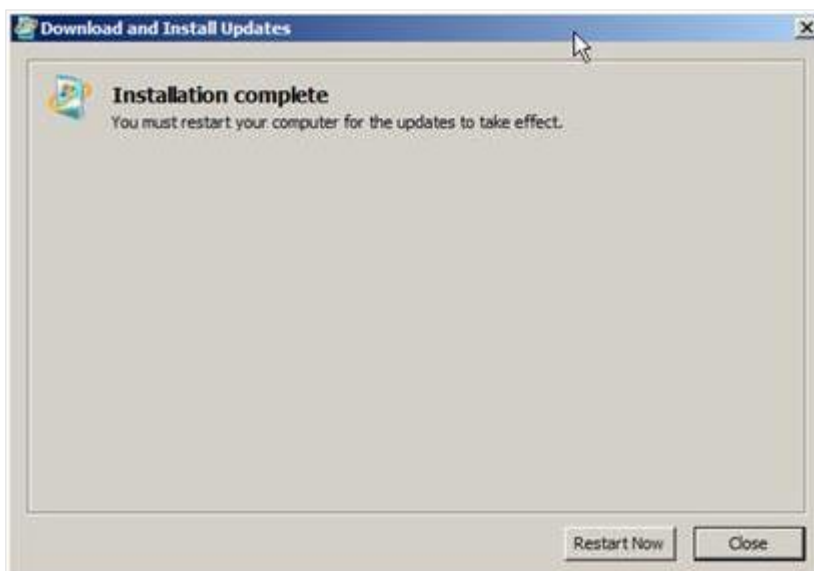 Download and Install Updates
Installation complete
You must restart your computer for the updates to take effect.
Restart Now
Close